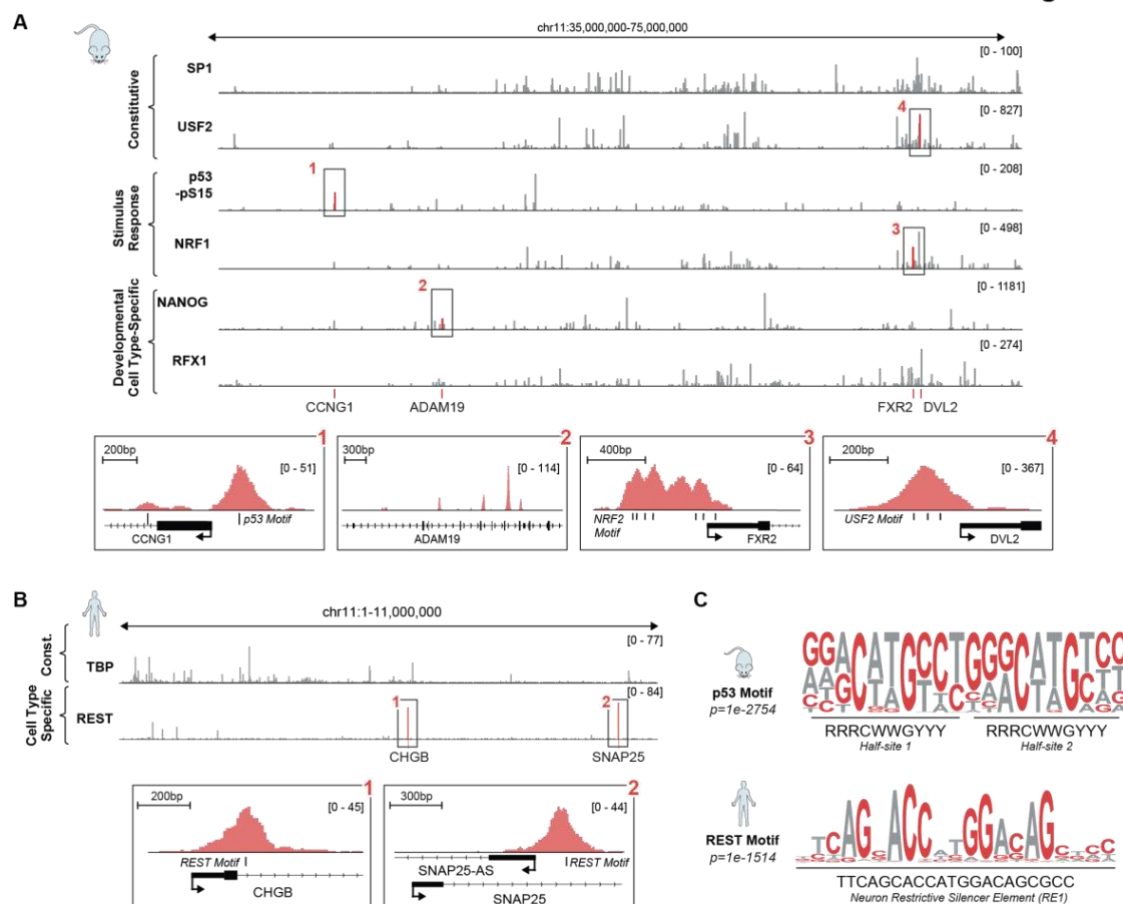 g
A
chr11:35,000,000-75,000,000
Constitutive
SP1
[0 - 100]
USF2
[0 - 827]
4
Stimulus
Response
p53
-pS15
[0 - 208]
1
NRF1
[0 - 498]
3
Developmental
Cell Type-Specific
NANOG
[0 - 1181]
2
RFX1
[0 - 274]
CCNG1 ADAM19 FXR2 DVL2
1
200bp
[0 - 51]
p53 Motif
CCNG1
2
300bp
[0 - 114]
ADAM19
3
400bp
[0 - 64]
NRF2
Motif
FXR2
4
200bp
[0 - 367]
USF2 Motif
DVL2
B
chr11:1-11,000,000
Const.
TBP
[0 - 77]
Cell Type
Specific
REST
[0 - 84]
1 2
CHGB SNAP25
1
200bp
[0 - 45]
REST Motif
CHGB
2
300bp
[0 - 44]
REST Motif
SNAP25-AS
SNAP25
C
p53 Motif
p=1e-2754
GGACATGCCTGGGCATGTCC
RRRCWWGYYY RRRCWWGYYY
Half-site 1 Half-site 2
REST Motif
p=1e-1514
TTCAGCACCATGGACAGCGCC
Neuron Restrictive Silencer Element (RE1)